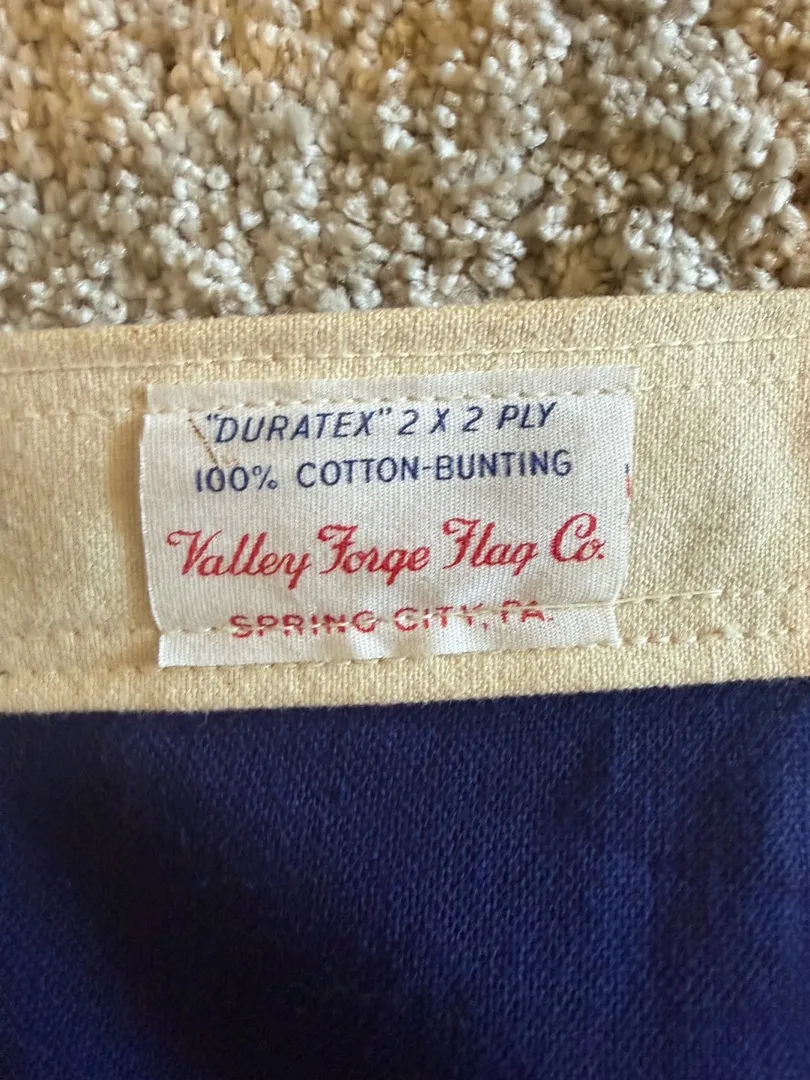 "DURATEX" 2 X 2 PLY
100% COTTON-BUNTING
Valley Forge Flag Co.
SPRING CITY, PA.